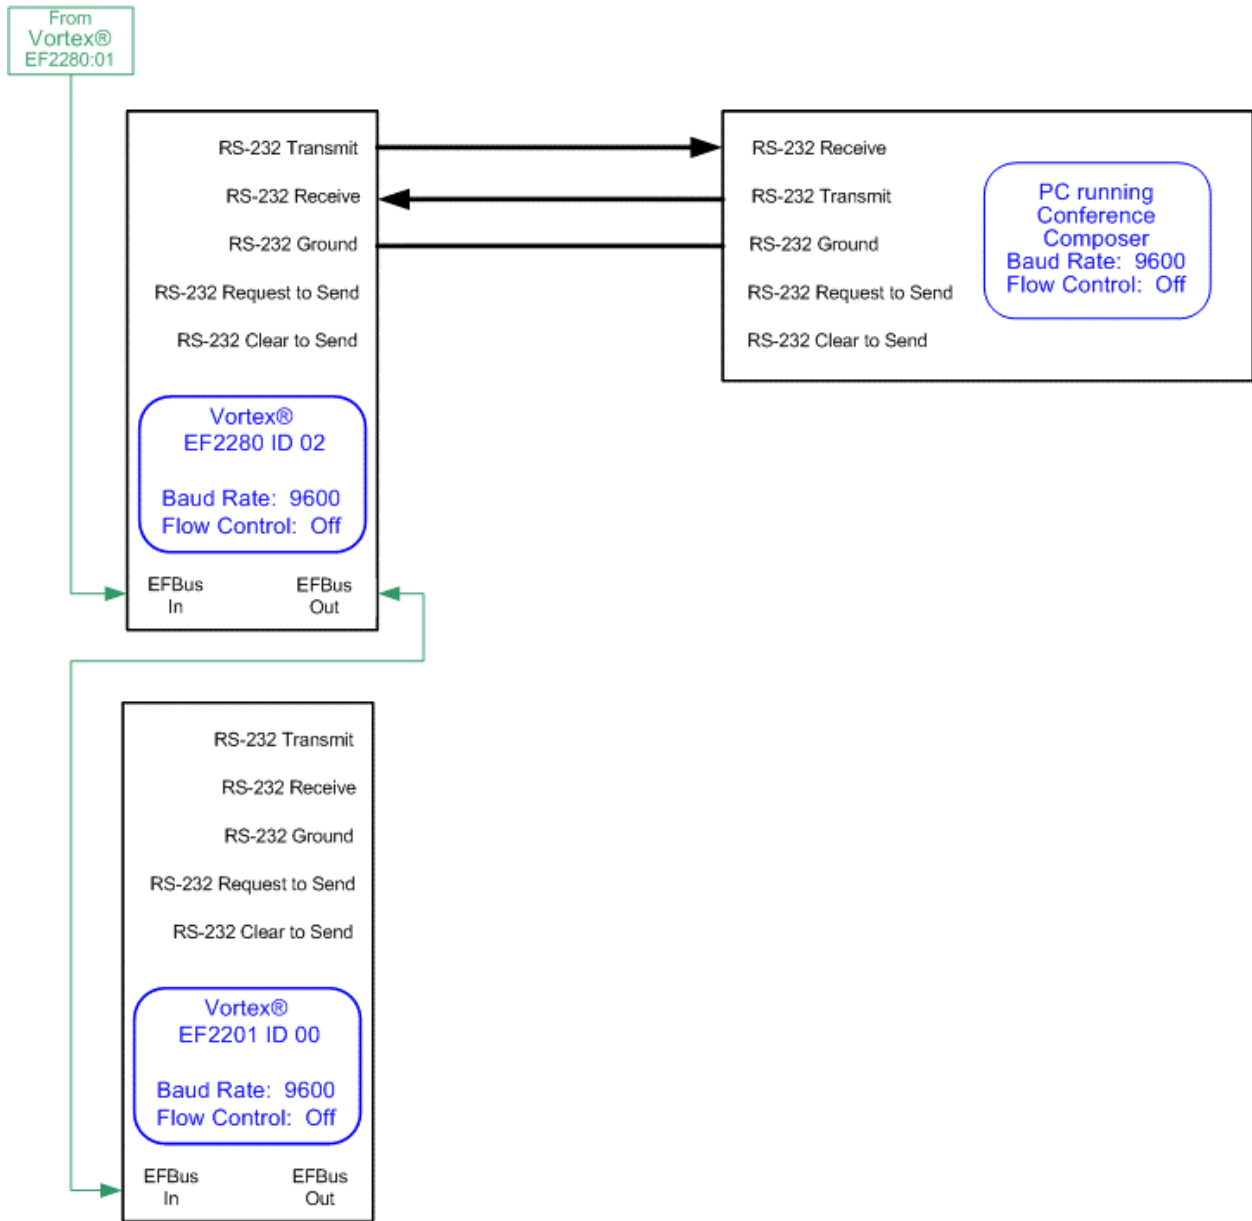 From
Vortex®
EF2280:01
RS-232 Transmit
RS-232 Receive
RS-232 Ground
RS-232 Request to Send
RS-232 Clear to Send
Vortex®
EF2280 ID 02
Baud Rate: 9600
Flow Control: Off
EFBus
In
EFBus
Out
RS-232 Receive
RS-232 Transmit
RS-232 Ground
RS-232 Request to Send
RS-232 Clear to Send
PC running
Conference
Composer
Baud Rate: 9600
Flow Control: Off
RS-232 Transmit
RS-232 Receive
RS-232 Ground
RS-232 Request to Send
RS-232 Clear to Send
Vortex®
EF2201 ID 00
Baud Rate: 9600
Flow Control: Off
EFBus
In
EFBus
Out